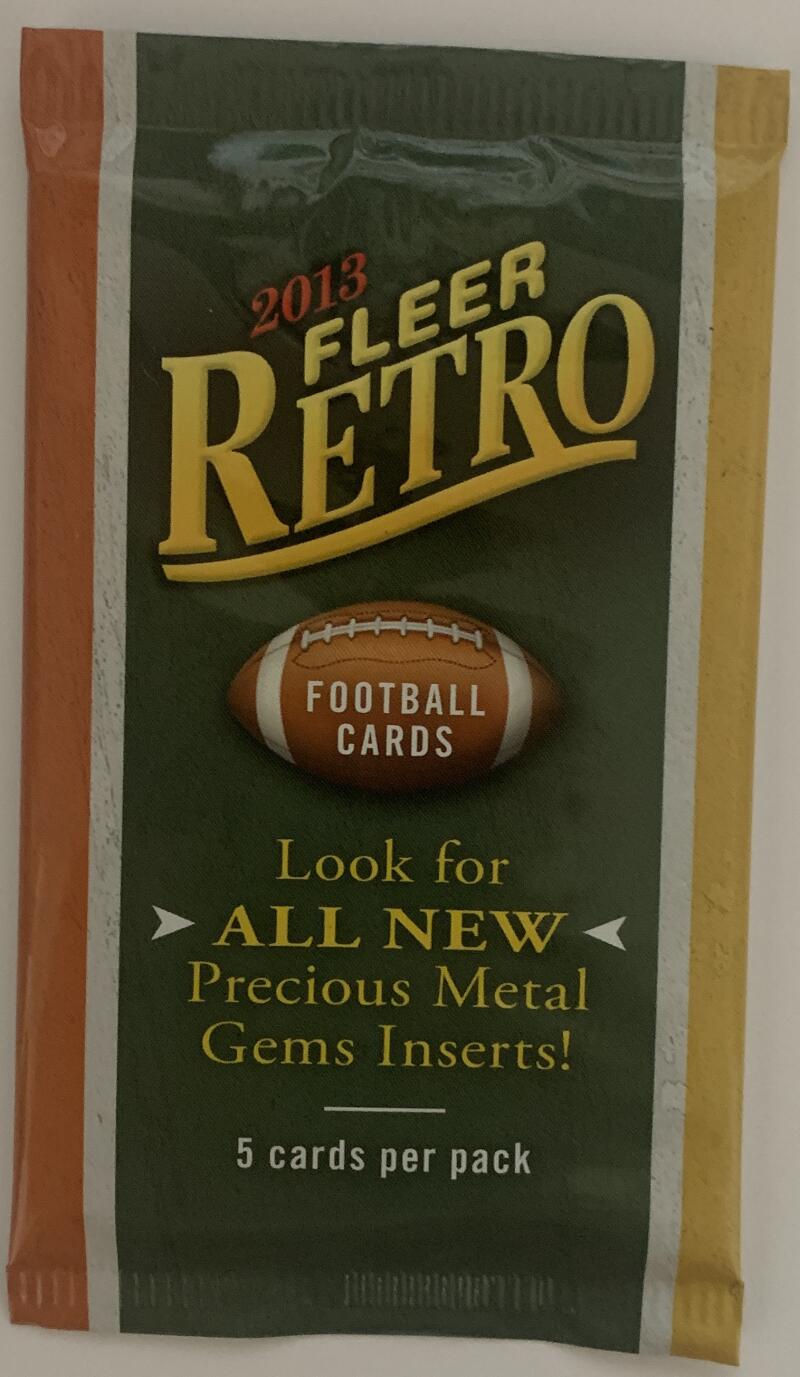 2013
FLEER
RETRO
FOOTBALL
CARDS
Look for
ALL NEW
Precious Metal
Gems Inserts!
5 cards per pack